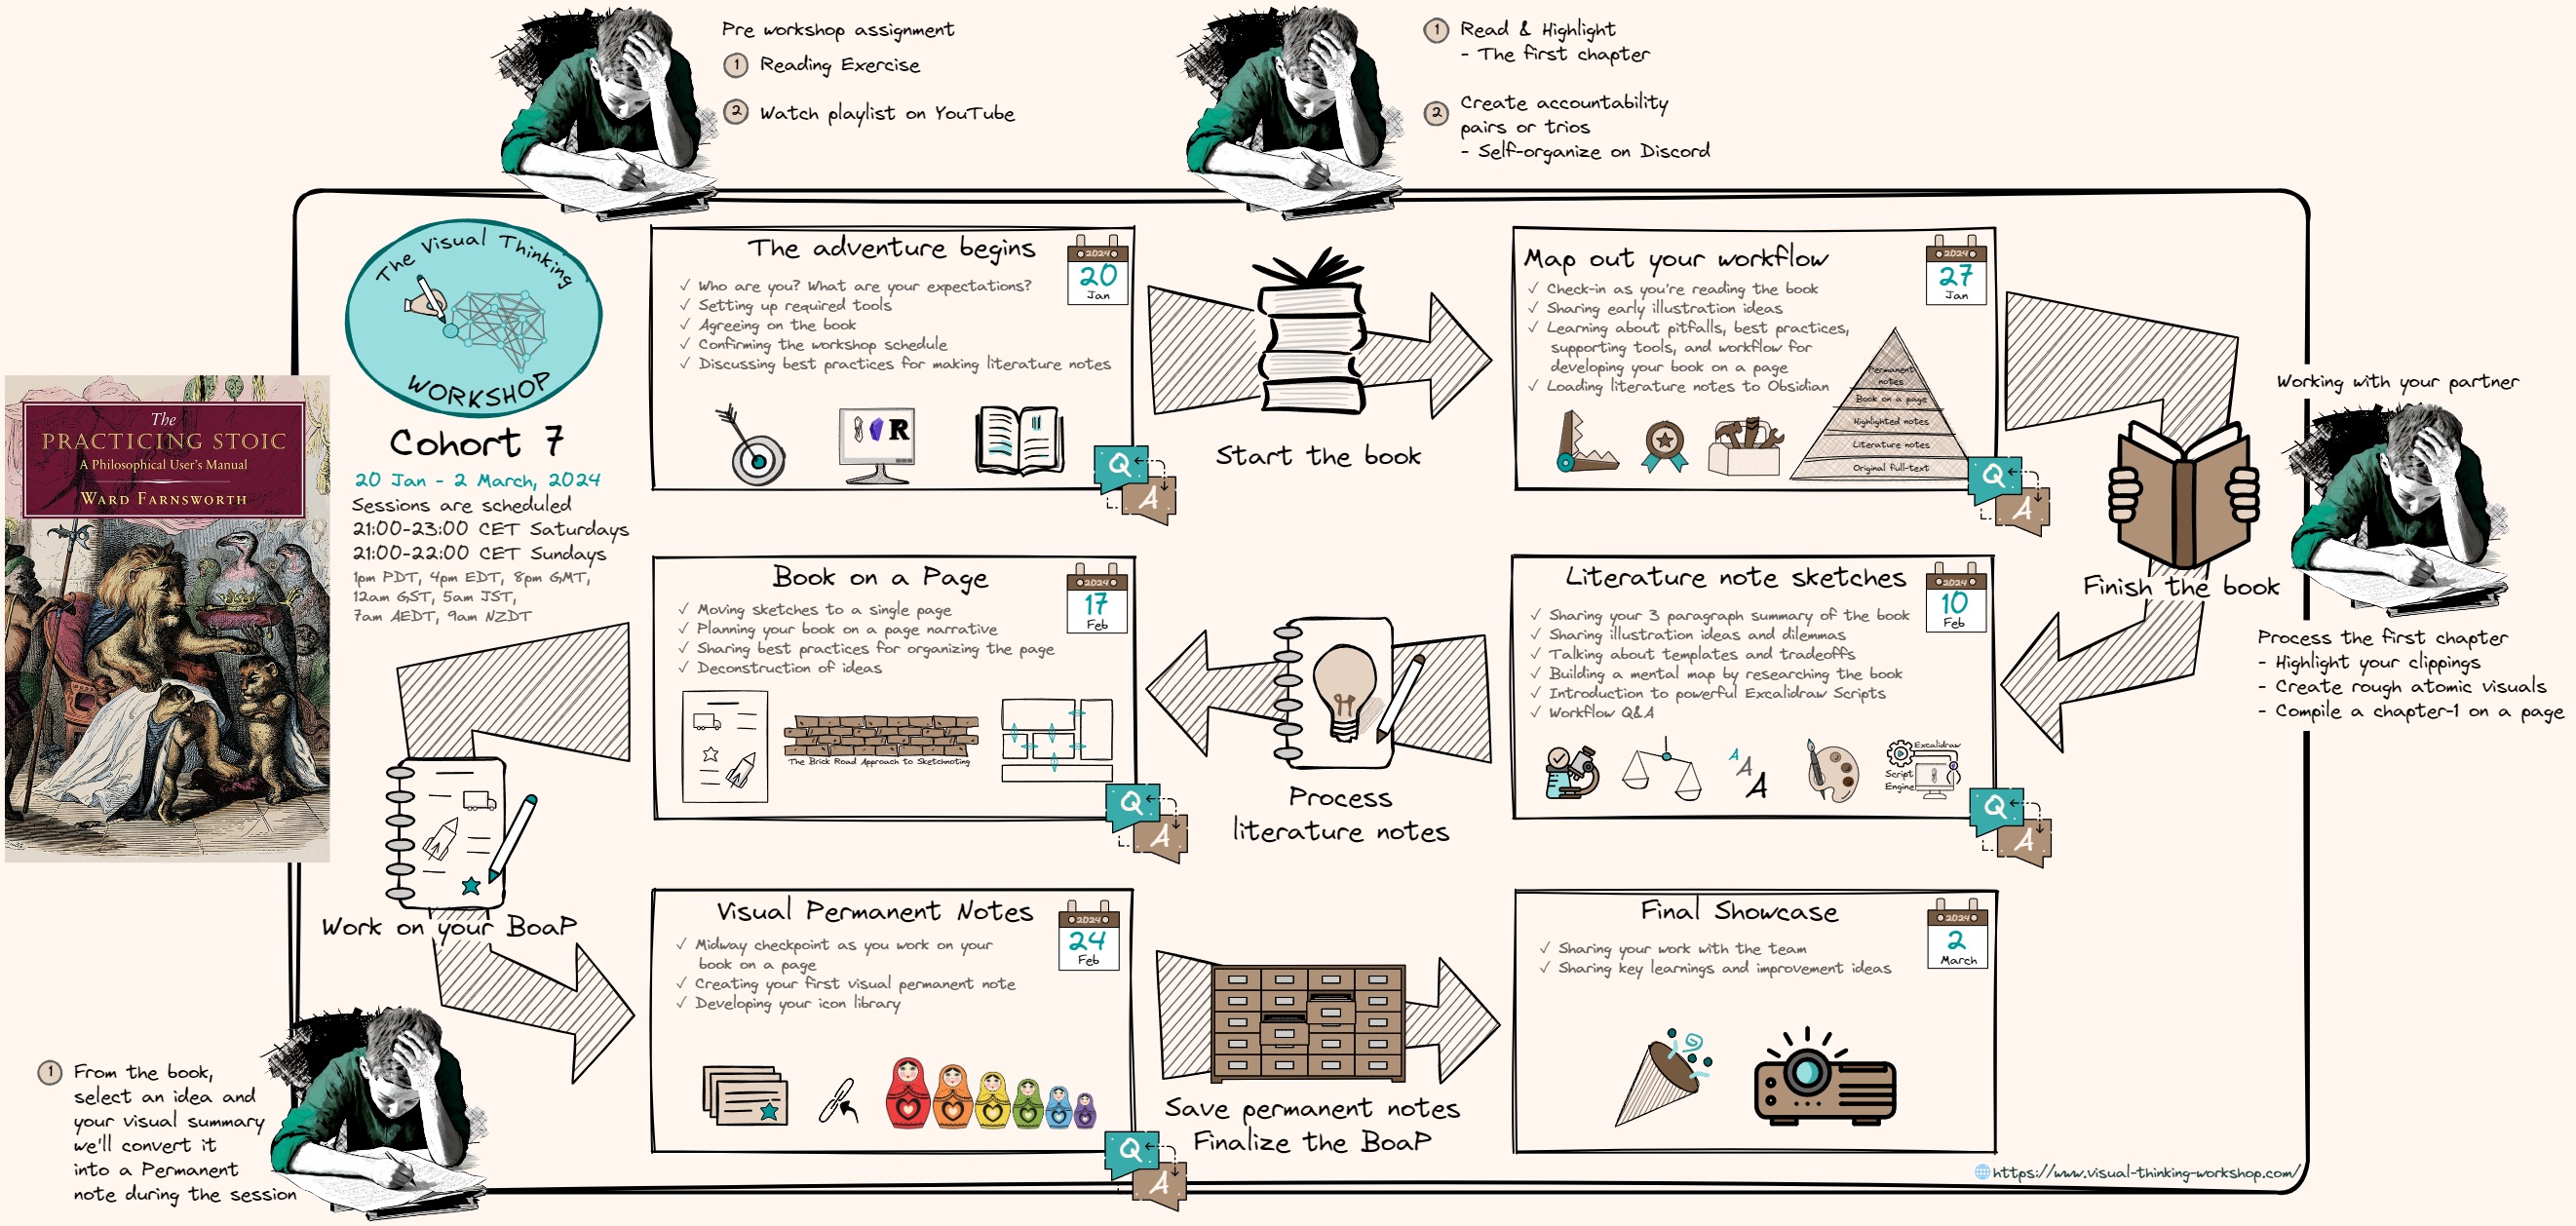 Pre workshop assignment
1 Reading Exercise
2 Watch playlist on YouTube
1 Read & Highlight
- The first chapter
2 Create accountability
pairs or trios
- Self-organize on Discord
The Visual Thinking
WORKSHOP
Cohort 7
20 Jan - 2 March, 2024
Sessions are scheduled
21:00-23:00 CET Saturdays
21:00-22:00 CET Sundays
1pm PDT, 4pm EDT, 8pm GMT,
12am GST, 5am JST,
7am AEDT, 9am NZDT
The
PRACTICING STOIC
A Philosophical User's Manual
WARD FARNSWORTH
The adventure begins
2024
20
Jan
✓ Who are you? What are your expectations?
✓ Setting up required tools
✓ Agreeing on the book
✓ Confirming the workshop schedule
✓ Discussing best practices for making literature notes
R
Q
A
Start the book
Map out your workflow
2024
27
Jan
✓ Check-in as you're reading the book
✓ Sharing early illustration ideas
✓ Learning about pitfalls, best practices,
supporting tools, and workflow for
developing your book on a page
✓ Loading literature notes to Obsidian
Permanent
notes
Book on a page
Highlighted notes
Literature notes
Original full-text
Q
A
Finish the book
Working with your partner
Process the first chapter
- Highlight your clippings
- Create rough atomic visuals
- Compile a chapter-1 on a page
Literature note sketches
2024
10
Feb
✓ Sharing your 3 paragraph summary of the book
✓ Sharing illustration ideas and dilemmas
✓ Talking about templates and tradeoffs
✓ Building a mental map by researching the book
✓ Introduction to powerful Excalidraw Scripts
✓ Workflow Q&A
A A A
Excalidraw
Script
Engine
Q
A
Process
literature notes
Book on a Page
2024
17
Feb
✓ Moving sketches to a single page
✓ Planning your book on a page narrative
✓ Sharing best practices for organizing the page
✓ Deconstruction of ideas
The Brick Road Approach to Sketchnoting
Q
A
Work on your BoaP
1 From the book,
select an idea and
your visual summary
we'll convert it
into a Permanent
note during the session
Visual Permanent Notes
2024
24
Feb
✓ Midway checkpoint as you work on your
book on a page
✓ Creating your first visual permanent note
✓ Developing your icon library
Q
A
Save permanent notes
Finalize the BoaP
Final Showcase
2024
2
March
✓ Sharing your work with the team
✓ Sharing key learnings and improvement ideas
https://www.visual-thinking-workshop.com/